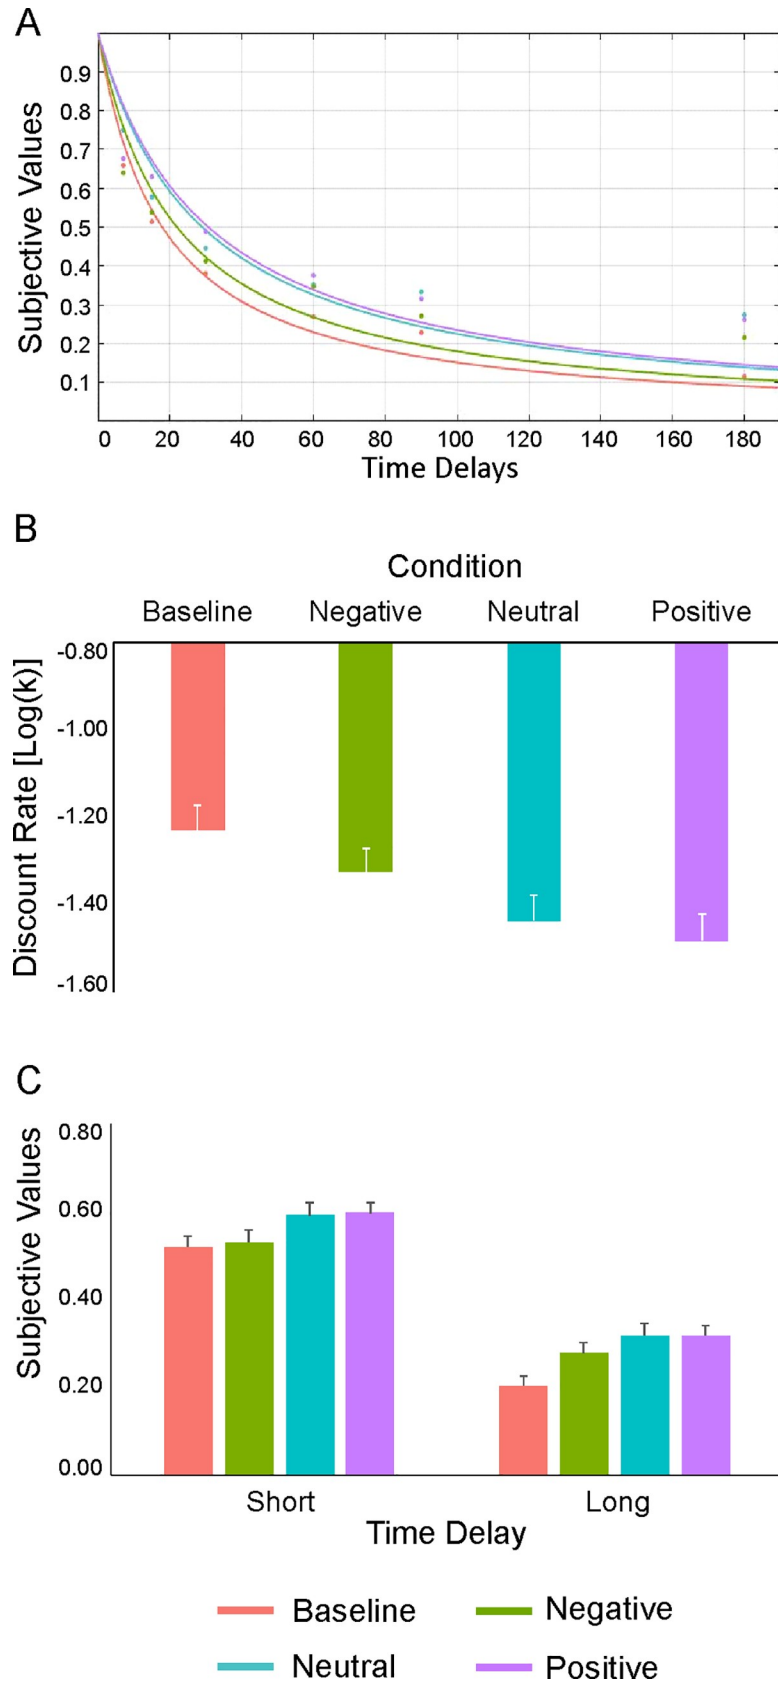 A
Subjective Values
0.9
0.8
0.7
0.6
0.5
0.4
0.3
0.2
0.1
0 20 40 60 80 100 120 140 160 180
Time Delays
B
Condition
Baseline Negative Neutral Positive
Discount Rate [Log(k)]
-0.80
-1.00
-1.20
-1.40
-1.60
C
Subjective Values
0.80
0.60
0.40
0.20
0.00
Short Long
Time Delay
Baseline Negative
Neutral Positive